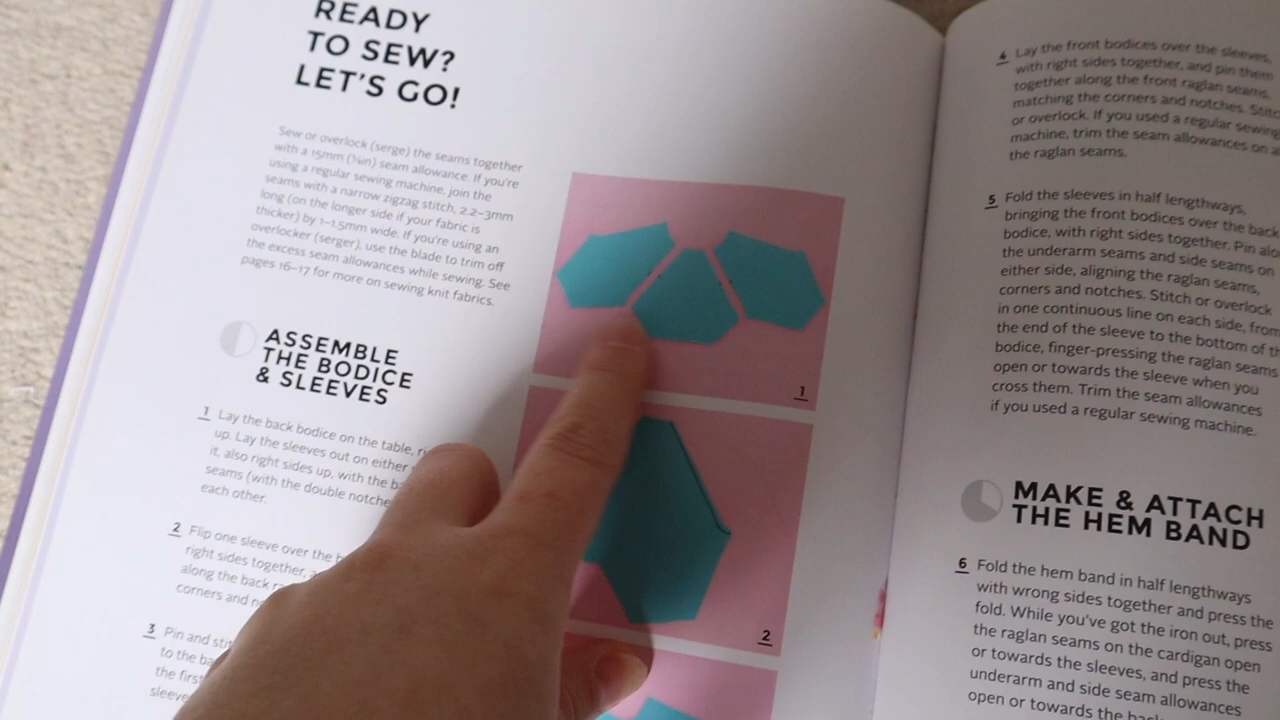 READY
TO SEW?
LET'S GO!
Sew or overlock (serge) the seams together
with a 15mm (⅝in) seam allowance. If you're
using a regular sewing machine, join the
seams with a narrow zigzag stitch, 2.2–3mm
long (on the longer side if your fabric is
thicker) by 1–1.5mm wide. If you're using an
overlocker (serger), use the blade to trim off
the excess seam allowances while sewing. See
pages 16–17 for more on sewing knit fabrics.
ASSEMBLE
THE BODICE
& SLEEVES
1 Lay the back bodice on the table,
up. Lay the sleeves out on either
it, also right sides up, with the
seams (with the double
each other.
2 Flip one sleeve over the
right sides together,
along the back
corners and
3 Pin and
to the
the
1
2
4 Lay the front bodices over the sleeves,
with right sides together, and pin them
together along the front raglan seams,
matching the corners and notches.
or overlock. If you used a regular sewing
machine, trim the seam allowances on
the raglan seams.
5 Fold the sleeves in half lengthways,
bringing the front bodices over the back
bodice, with right sides together. Pin
the underarm seams and side seams on
either side, aligning the raglan seams,
corners and notches. Stitch or overlock
in one continuous line on each side, from
the end of the sleeve to the bottom of
bodice, finger-pressing the raglan seams
open or towards the sleeve when you
cross them. Trim the seam allowances
if you used a regular sewing machine.
MAKE & ATTACH
THE HEM BAND
6 Fold the hem band in half lengthways
with wrong sides together and press the
fold. While you've got the iron out, press
the raglan seams on the cardigan open
or towards the sleeves, and press the
underarm and side seam allowances
open or towards the